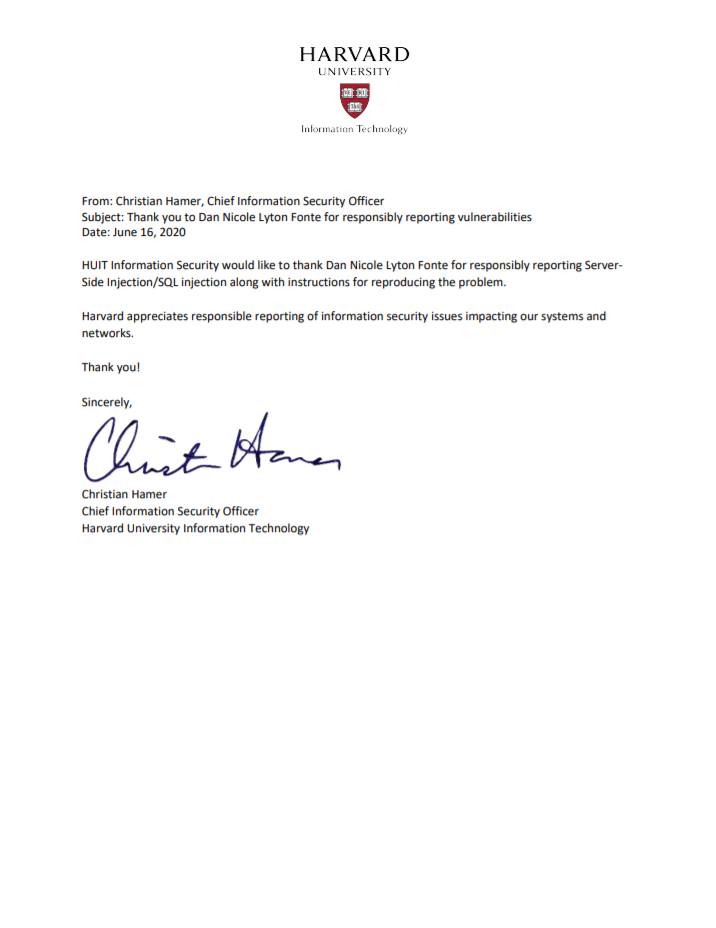 HARVARD
UNIVERSITY
VE RI
TAS
Information Technology
From: Christian Hamer, Chief Information Security Officer
Subject: Thank you to Dan Nicole Lyton Fonte for responsibly reporting vulnerabilities
Date: June 16, 2020
HUIT Information Security would like to thank Dan Nicole Lyton Fonte for responsibly reporting Server-
Side Injection/SQL injection along with instructions for reproducing the problem.
Harvard appreciates responsible reporting of information security issues impacting our systems and
networks.
Thank you!
Sincerely,
Christian Hamer
Christian Hamer
Chief Information Security Officer
Harvard University Information Technology